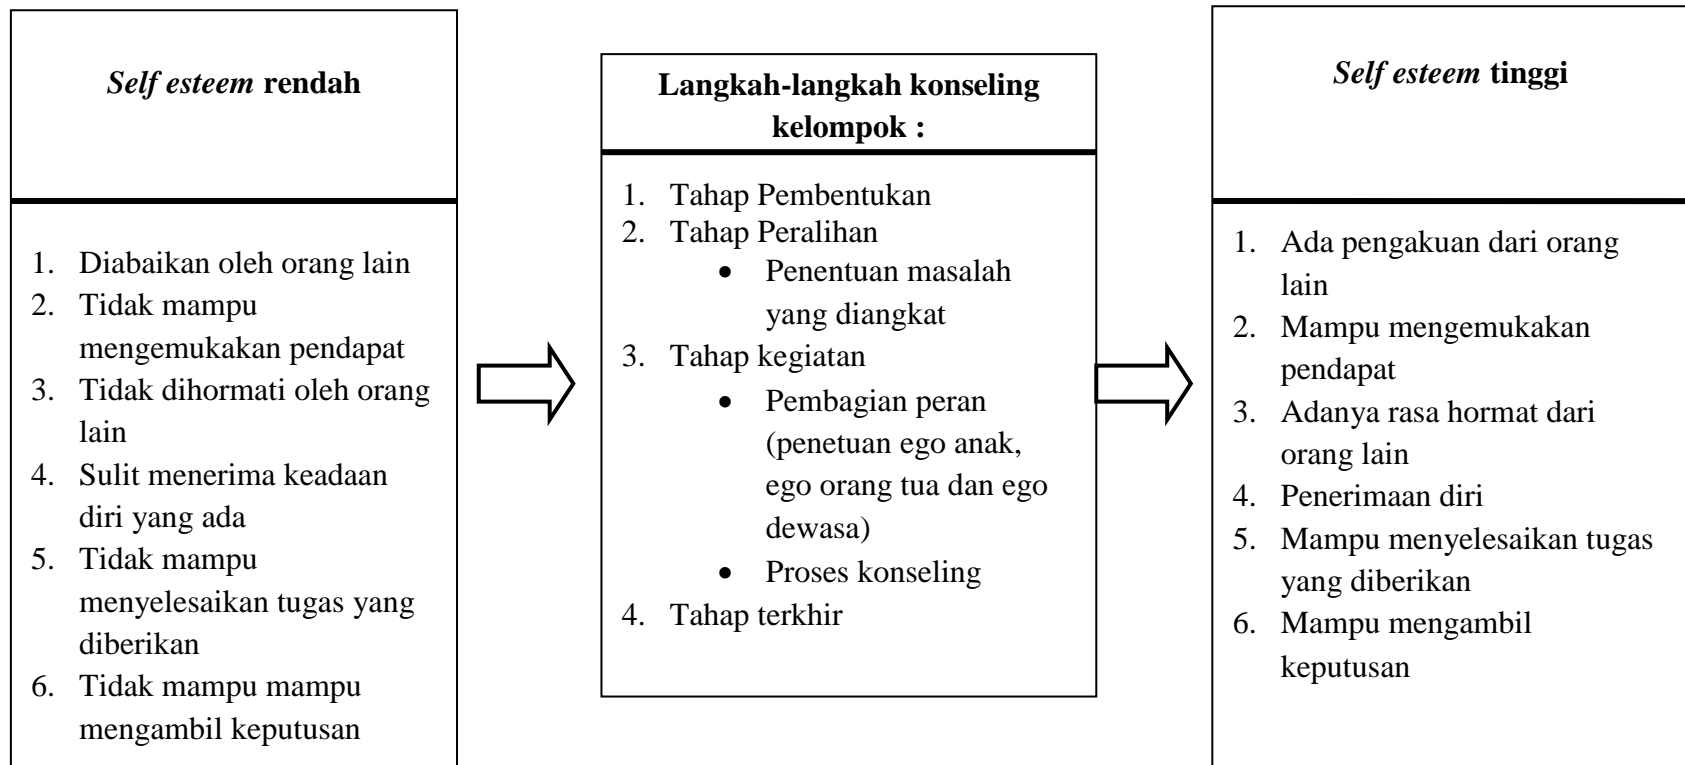 Self esteem rendah
1. Diabaikan oleh orang lain
2. Tidak mampu
mengemukakan pendapat
3. Tidak dihormati oleh orang
lain
4. Sulit menerima keadaan
diri yang ada
5. Tidak mampu
menyelesaikan tugas yang
diberikan
6. Tidak mampu mampu
mengambil keputusan
Langkah-langkah konseling
kelompok :
1. Tahap Pembentukan
2. Tahap Peralihan
• Penentuan masalah
yang diangkat
3. Tahap kegiatan
• Pembagian peran
(penetuan ego anak,
ego orang tua dan ego
dewasa)
• Proses konseling
4. Tahap terkhir
Self esteem tinggi
1. Ada pengakuan dari orang
lain
2. Mampu mengemukakan
pendapat
3. Adanya rasa hormat dari
orang lain
4. Penerimaan diri
5. Mampu menyelesaikan tugas
yang diberikan
6. Mampu mengambil
keputusan